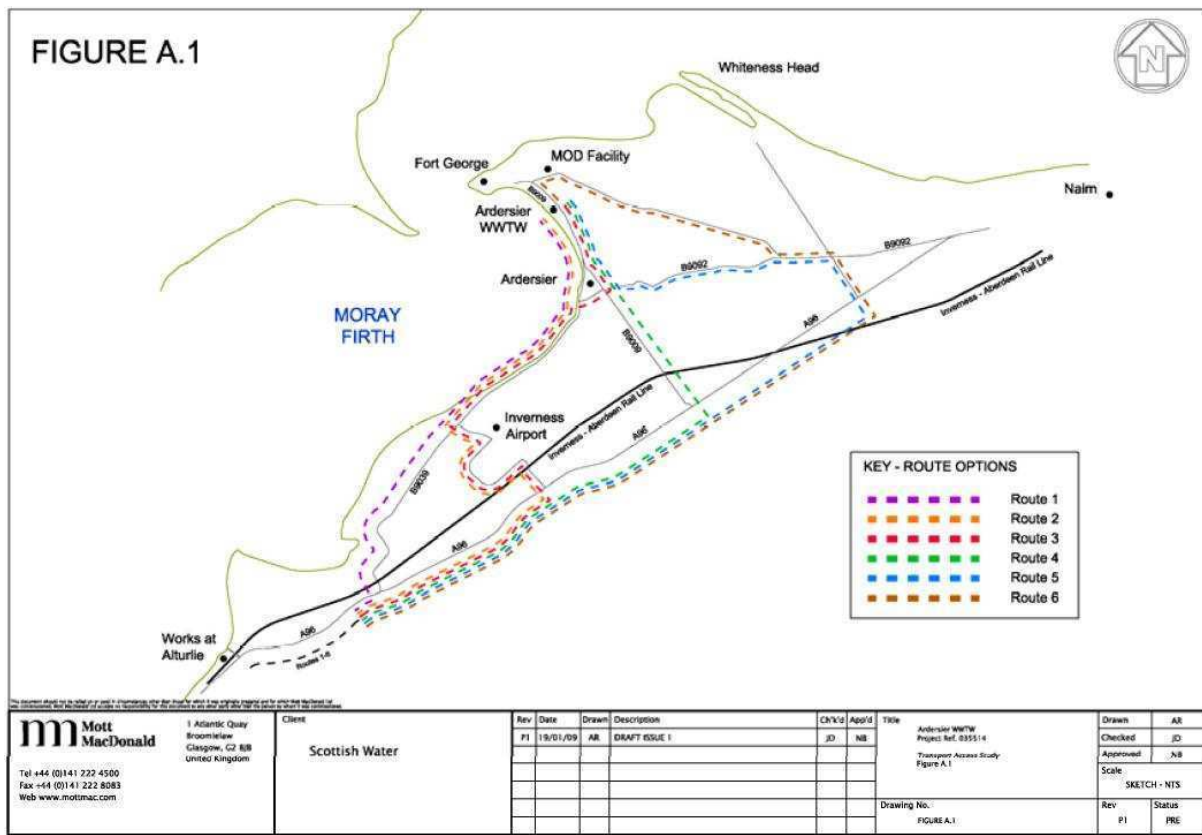 FIGURE A.1
N
Whiteness Head
Fort George
MOD Facility
Nairn
B9009
Ardersier
WWTW
B9092
B9092
Ardersier
Inverness - Aberdeen Rail Line
MORAY
FIRTH
A96
B9009
Inverness
Airport
Inverness - Aberdeen Rail Line
A96
B9039
KEY - ROUTE OPTIONS
Route 1
Route 2
Route 3
Route 4
Route 5
Route 6
A96
Works at
Alturlie
A96
Routes 1-6
Mott
MacDonald
1 Atlantic Quay
Broomielaw
Glasgow, G2 8JB
United Kingdom
Tel +44 (0)141 222 4500
Fax +44 (0)141 222 8083
Web www.mottmac.com
Client
Scottish Water
Rev Date Drawn Description Ch'k'd App'd
P1 19/01/09 AR DRAFT ISSUE 1 JD NB
Title
Ardersier WWTW
Project Ref. 035514
Transport Access Study
Figure A.1
Drawing No.
FIGURE A.1
Drawn AR
Checked JD
Approved NB
Scale
SKETCH - NTS
Rev Status
P1 PRE